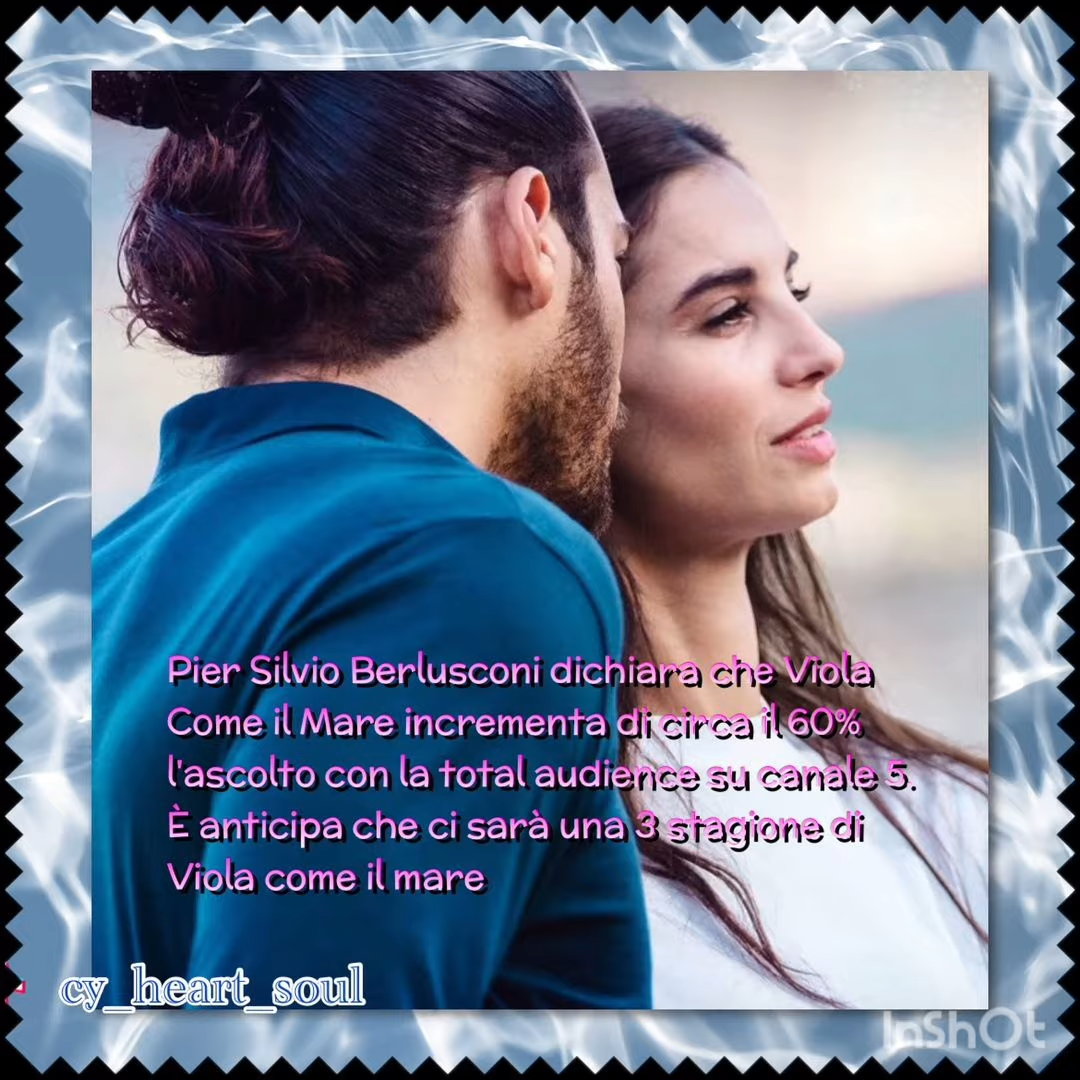 Pier Silvio Berlusconi dichiara che Viola
Come il Mare incrementa di circa il 60%
l'ascolto con la total audience su canale 5.
È anticipa che ci sarà una 3 stagione di
Viola come il mare
cy_heart_soul
InShOt